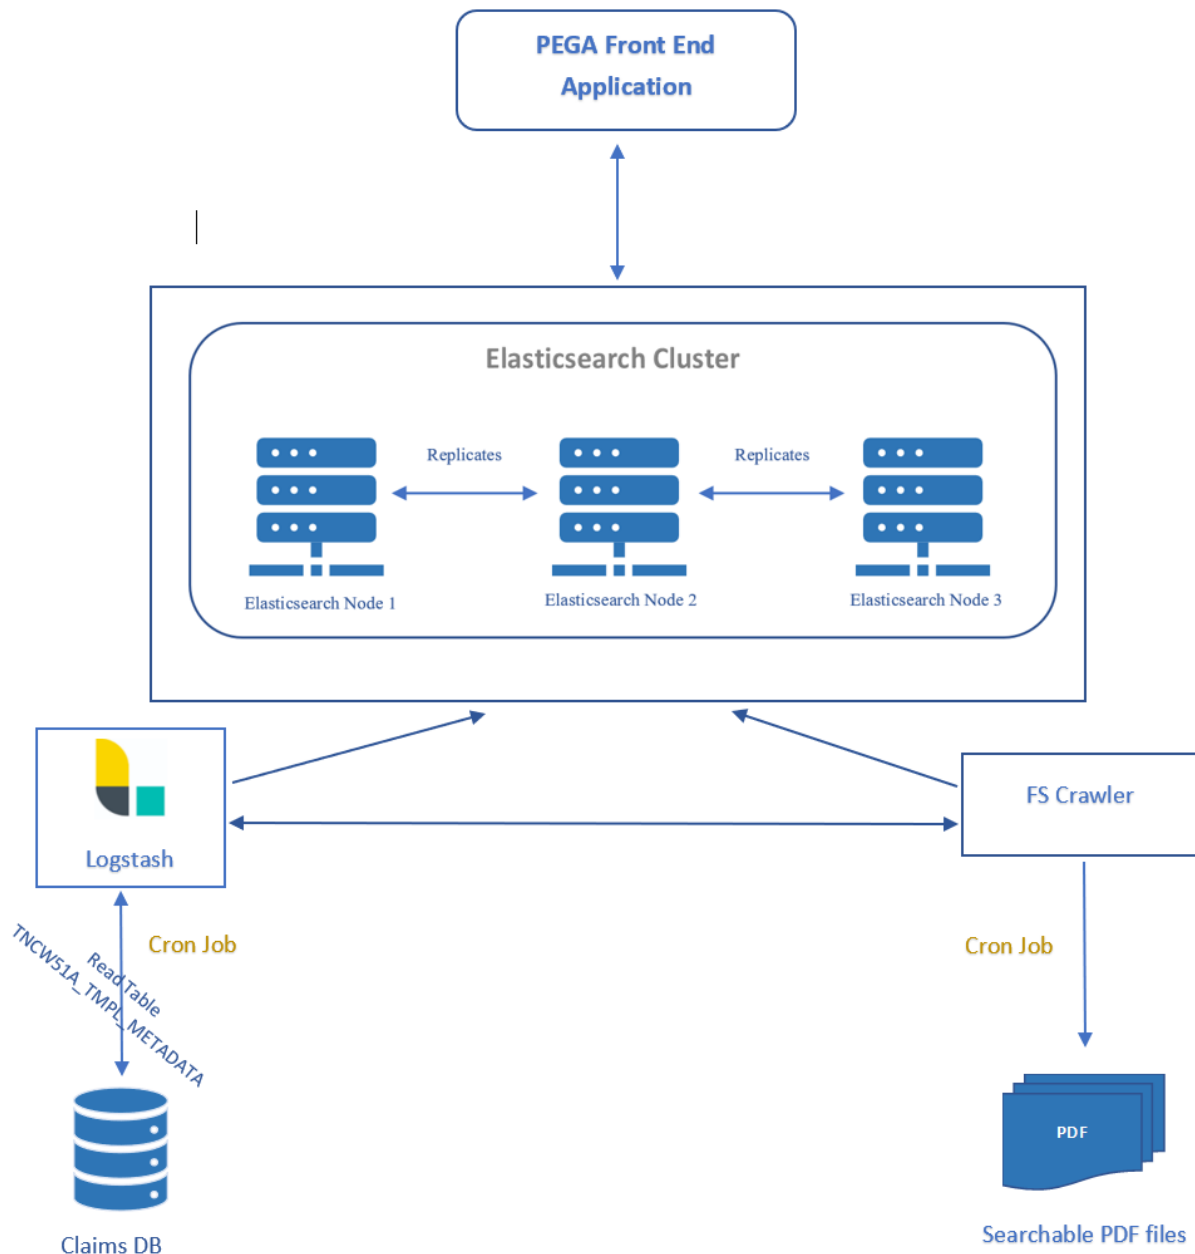 PEGA Front End
Application
Elasticsearch Cluster
Replicates
Replicates
Elasticsearch Node 1
Elasticsearch Node 2
Elasticsearch Node 3
Logstash
FS Crawler
Cron Job
Cron Job
Read Table
TNCW51A_TMPL_METADATA
PDF
Claims DB
Searchable PDF files